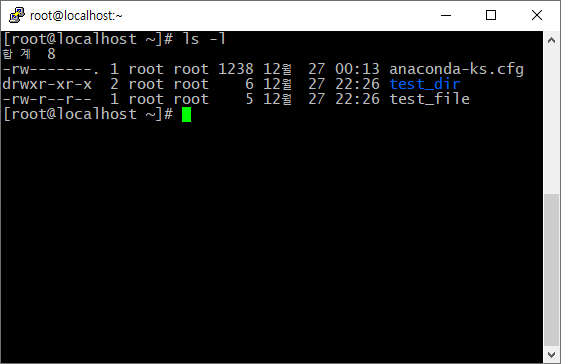 root@localhost:~
[root@localhost ~]# ls -l
합계 8
-rw-------. 1 root root 1238 12월 27 00:13 anaconda-ks.cfg
drwxr-xr-x 2 root root 6 12월 27 22:26 test_dir
-rw-r--r-- 1 root root 5 12월 27 22:26 test_file
[root@localhost ~]#